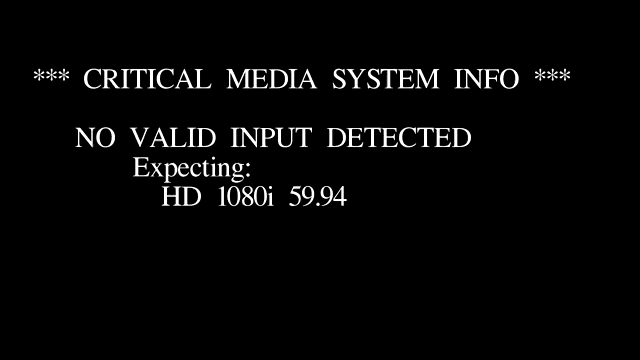 *** CRITICAL MEDIA SYSTEM INFO ***
NO VALID INPUT DETECTED
Expecting:
HD 1080i 59.94